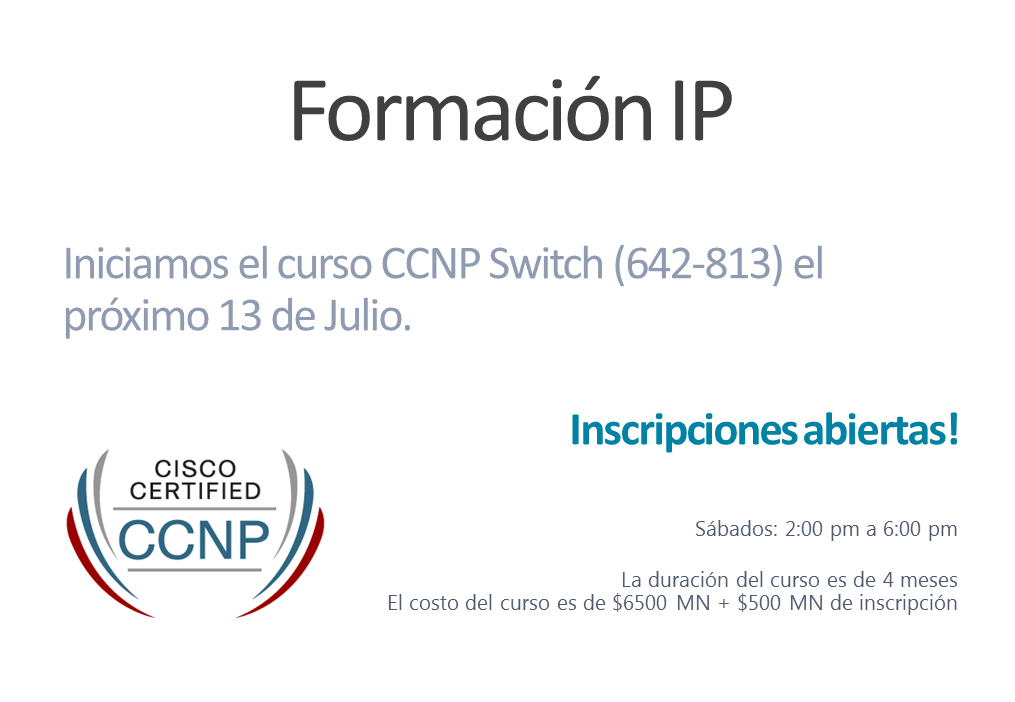 Formación IP
Iniciamos el curso CCNP Switch (642-813) el
próximo 13 de Julio.
Inscripciones abiertas!
CISCO
CERTIFIED
CCNP
Sábados: 2:00 pm a 6:00 pm
La duración del curso es de 4 meses
El costo del curso es de $6500 MN + $500 MN de inscripción